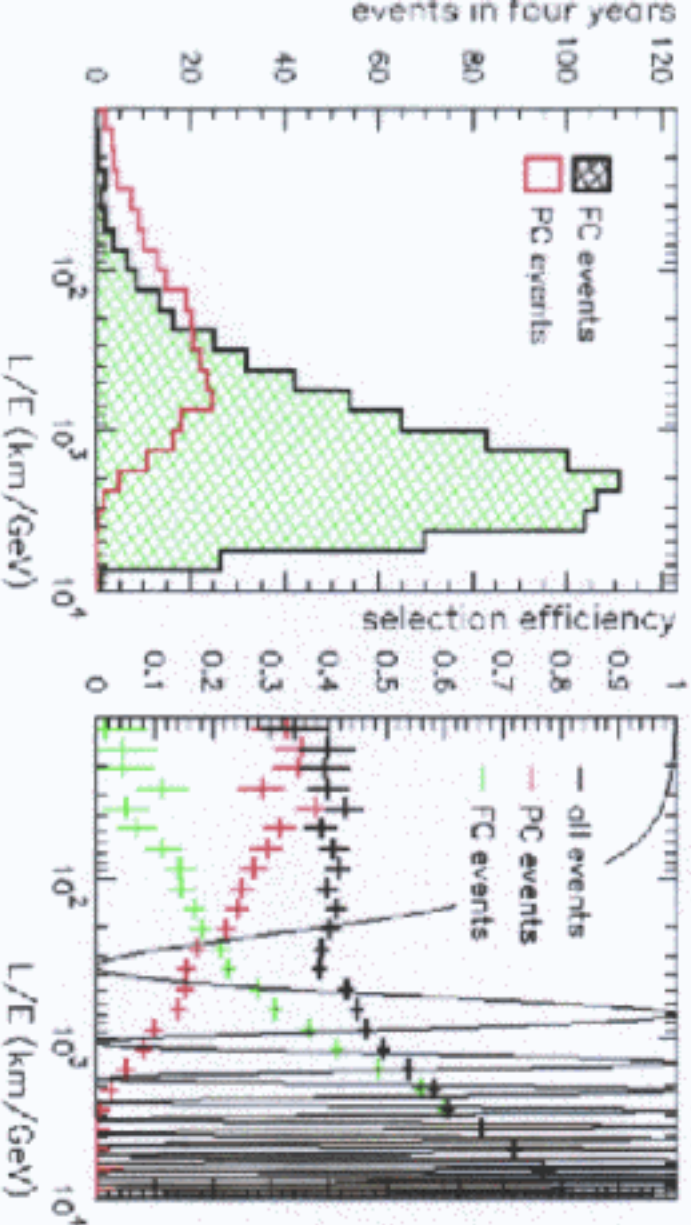 events in four years
0 20 40 60 80 100 120
FC events
PC events
10²
10³
10⁴
L/E (km/GeV)
selection efficiency
0 0.1 0.2 0.3 0.4 0.5 0.6 0.7 0.8 0.9 1
all events
PC events
FC events
10²
10³
10⁴
L/E (km/GeV)